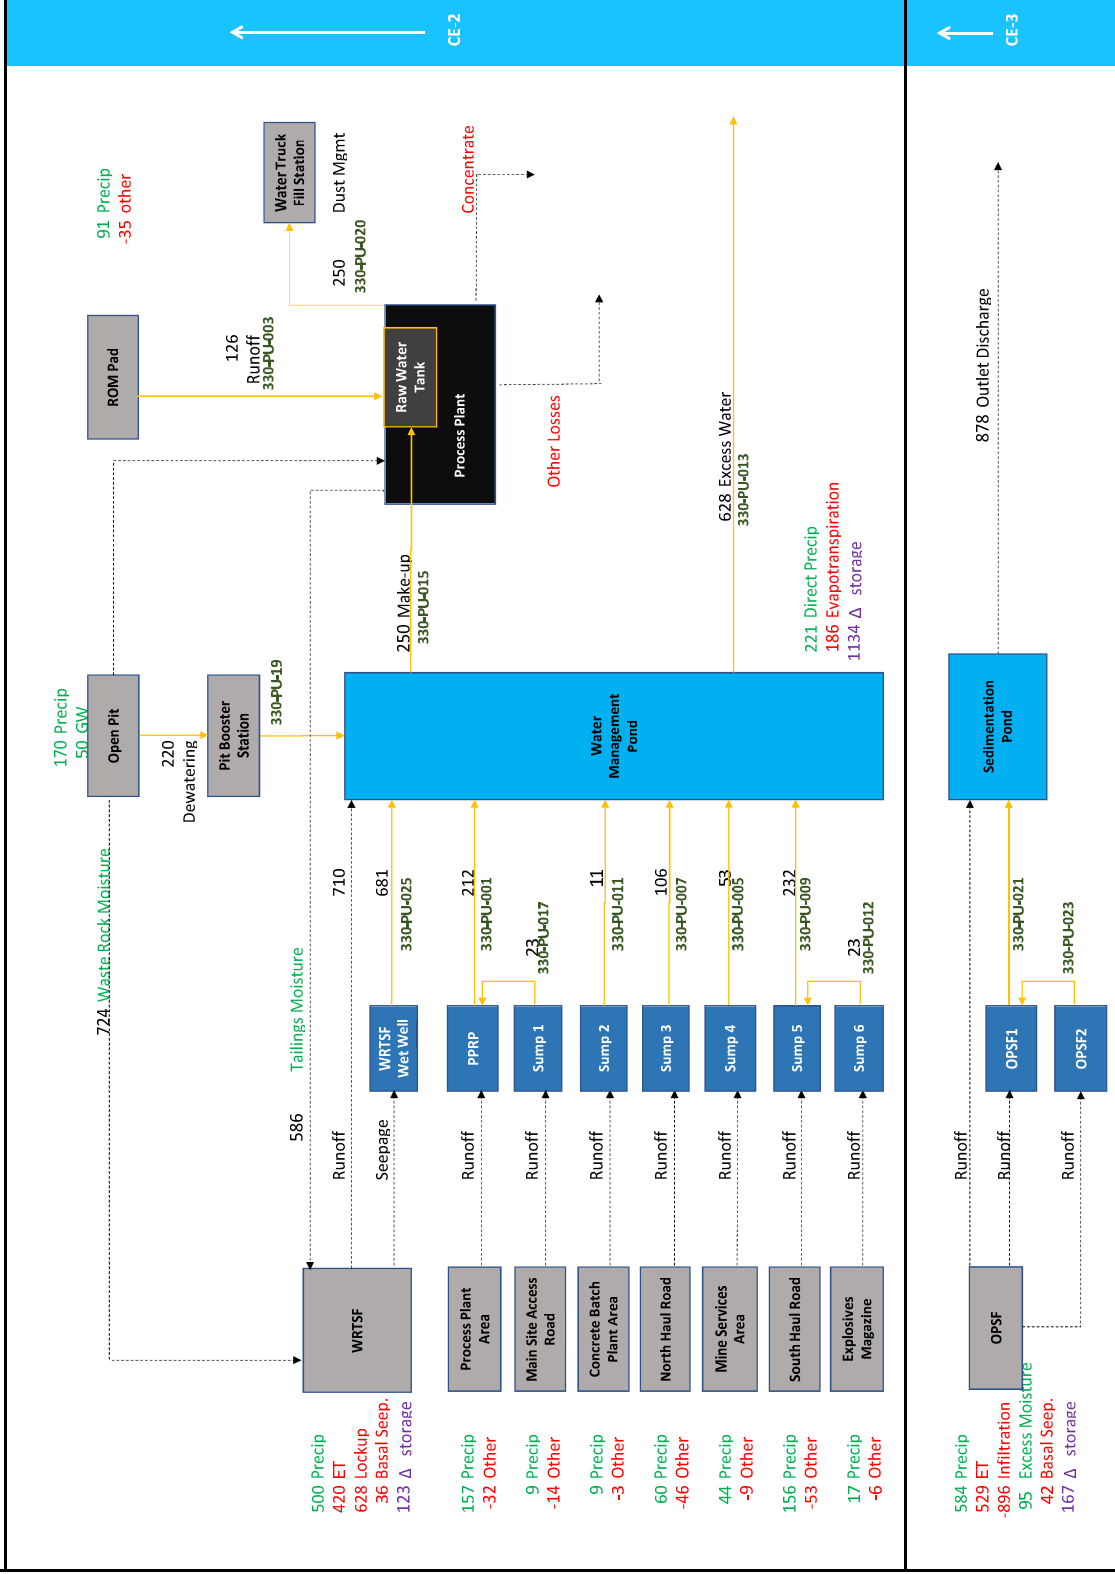 724 Waste Rock Moisture
170 Precip
50 GW
Open Pit
220
Dewatering
Pit Booster
Station
330-PU-19
ROM Pad
91 Precip
-35 other
126
Runoff
330-PU-003
Water Truck
Fill Station
Dust Mgmt
250
330-PU-020
Raw Water
Tank
Process Plant
Concentrate
Other Losses
250 Make-up
330-PU-015
586
Tailings Moisture
500 Precip
420 ET
628 Lockup
36 Basal Seep.
123 Δ storage
WRTSF
Runoff
710
Seepage
WRTSF
Wet Well
681
330-PU-025
157 Precip
-32 Other
Process Plant
Area
Runoff
PPRP
212
330-PU-001
9 Precip
-14 Other
Main Site Access
Road
Runoff
Sump 1
23
330-PU-017
9 Precip
-3 Other
Concrete Batch
Plant Area
Runoff
Sump 2
11
330-PU-011
60 Precip
-46 Other
North Haul Road
Runoff
Sump 3
106
330-PU-007
44 Precip
-9 Other
Mine Services
Area
Runoff
Sump 4
53
330-PU-005
156 Precip
-53 Other
South Haul Road
Runoff
Sump 5
232
330-PU-009
17 Precip
-6 Other
Explosives
Magazine
Runoff
Sump 6
23
330-PU-012
Water
Management
Pond
628 Excess Water
330-PU-013
221 Direct Precip
186 Evapotranspiration
1134 Δ storage
CE-2
584 Precip
529 ET
-896 Infiltration
95 Excess Moisture
42 Basal Seep.
167 Δ storage
OPSF
Runoff
Runoff
Runoff
OPSF1
OPSF2
330-PU-021
330-PU-023
Sedimentation
Pond
878 Outlet Discharge
CE-3